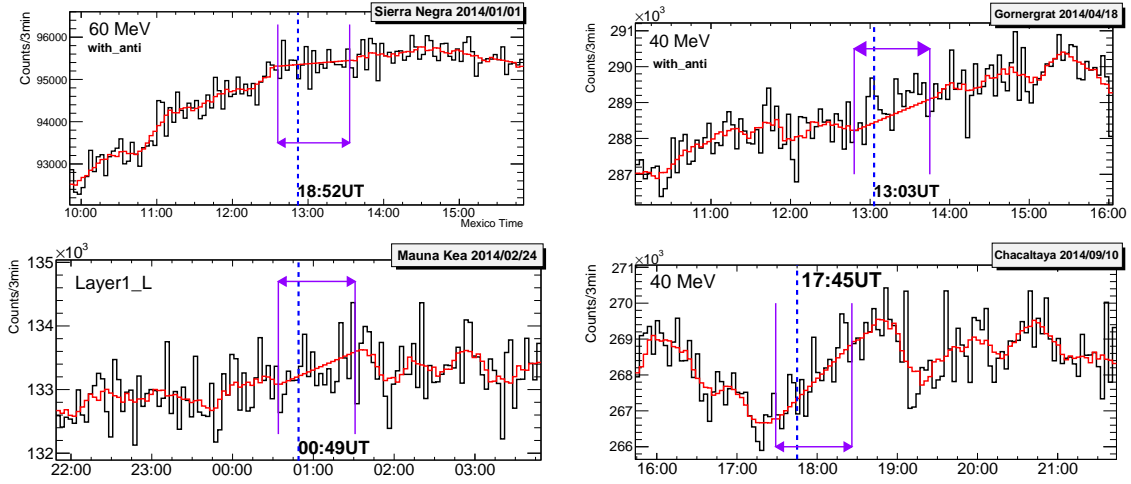 Sierra Negra 2014/01/01
60 MeV
with_anti
Counts/3min
96000
95000
94000
93000
18:52UT
10:00 11:00 12:00 13:00 14:00 15:00
Mexico Time
Gornergrat 2014/04/18
×10³
40 MeV
with_anti
Counts/3min
291
290
289
288
287
13:03UT
11:00 12:00 13:00 14:00 15:00 16:00
Mauna Kea 2014/02/24
×10³
Layer1_L
Counts/3min
135
134
133
132
00:49UT
22:00 23:00 00:00 01:00 02:00 03:00
Chacaltaya 2014/09/10
×10³
40 MeV
17:45UT
Counts/3min
271
270
269
268
267
266
16:00 17:00 18:00 19:00 20:00 21:00